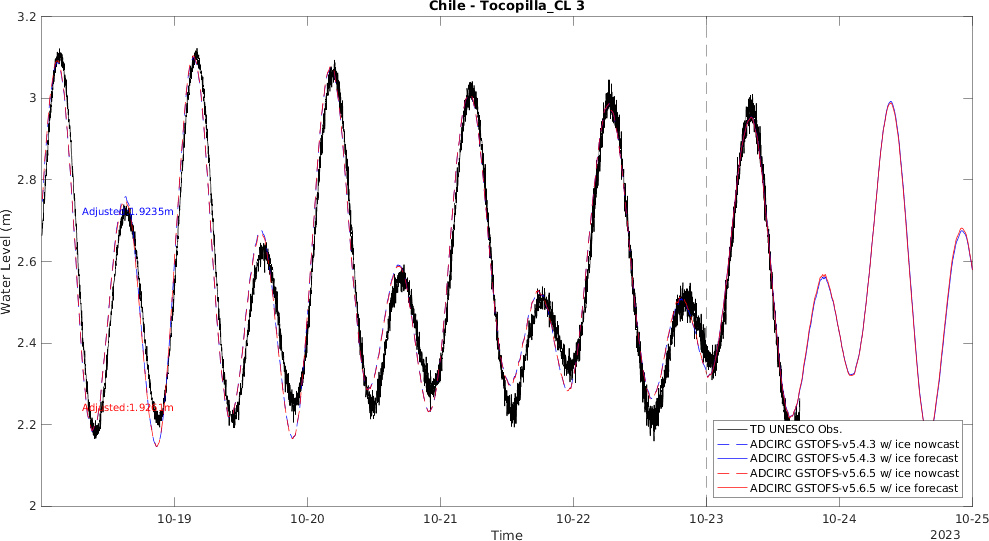 Chile - Tocopilla_CL 3
Water Level (m)
3.2
3
2.8
2.6
2.4
2.2
2
Adjusted:1.9235m
TD UNESCO Obs.
ADCIRC GSTOFS-v5.4.3 w/ ice nowcast
ADCIRC GSTOFS-v5.4.3 w/ ice forecast
ADCIRC GSTOFS-v5.6.5 w/ ice nowcast
ADCIRC GSTOFS-v5.6.5 w/ ice forecast
10-19
10-20
10-21
10-22
10-23
10-24
10-25
Time
2023